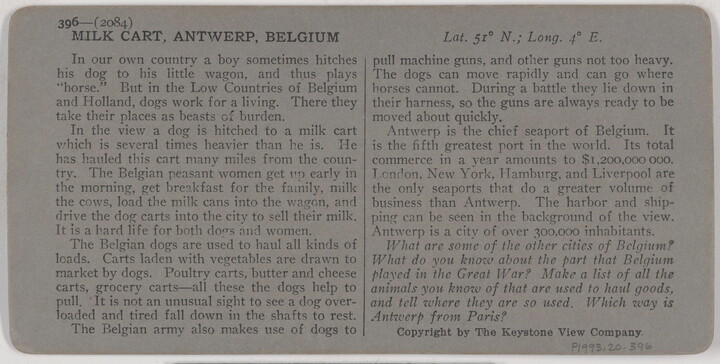 396—(2084)
MILK CART, ANTWERP, BELGIUM
Lat. 51° N.; Long. 4° E.
In our own country a boy sometimes hitches
his dog to his little wagon, and thus plays
"horse." But in the Low Countries of Belgium
and Holland, dogs work for a living. There they
take their places as beasts of burden.
In the view a dog is hitched to a milk cart
which is several times heavier than he is. He
has hauled this cart many miles from the coun-
try. The Belgian peasant women get up early in
the morning, get breakfast for the family, milk
the cows, load the milk cans into the wagon, and
drive the dog carts into the city to sell their milk.
It is a hard life for both dogs and women.
The Belgian dogs are used to haul all kinds of
loads. Carts laden with vegetables are drawn to
market by dogs. Poultry carts, butter and cheese
carts, grocery carts—all these the dogs help to
pull. It is not an unusual sight to see a dog over-
loaded and tired fall down in the shafts to rest.
The Belgian army also makes use of dogs to
pull machine guns, and other guns not too heavy.
The dogs can move rapidly and can go where
horses cannot. During a battle they lie down in
their harness, so the guns are always ready to be
moved about quickly.
Antwerp is the chief seaport of Belgium. It
is the fifth greatest port in the world. Its total
commerce in a year amounts to $1,200,000 000.
London, New York, Hamburg, and Liverpool are
the only seaports that do a greater volume of
business than Antwerp. The harbor and ship-
ping can be seen in the background of the view.
Antwerp is a city of over 300,000 inhabitants.
What are some of the other cities of Belgium?
What do you know about the part that Belgium
played in the Great War? Make a list of all the
animals you know of that are used to haul goods,
and tell where they are so used. Which way is
Antwerp from Paris?
Copyright by The Keystone View Company.
P1993.20.396